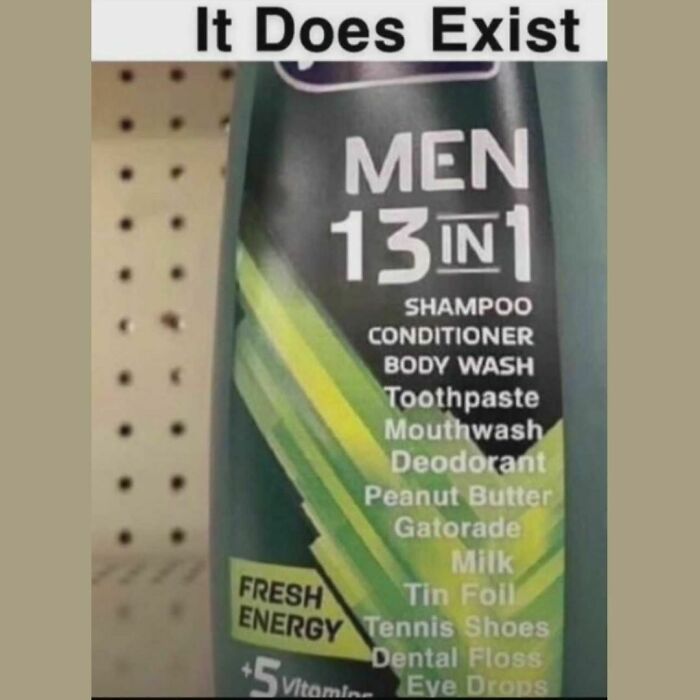 It Does Exist
MEN
13 IN 1
SHAMPOO
CONDITIONER
BODY WASH
Toothpaste
Mouthwash
Deodorant
Peanut Butter
Gatorade
Milk
Tin Foil
Tennis Shoes
Dental Floss
Eye Drops
FRESH
ENERGY
+5 Vitamins